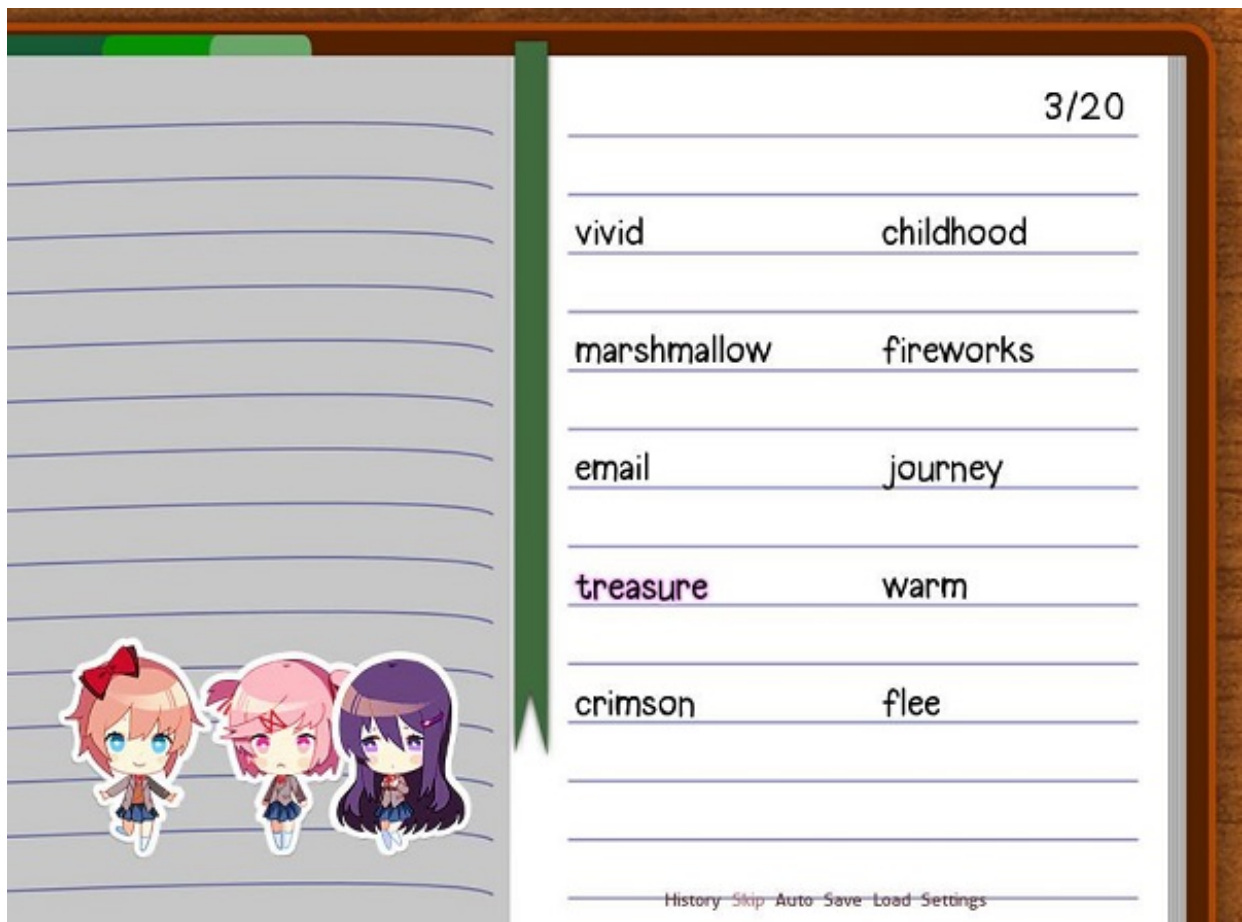 3/20
vivid childhood
marshmallow fireworks
email journey
treasure warm
crimson flee
History Skip Auto Save Load Settings